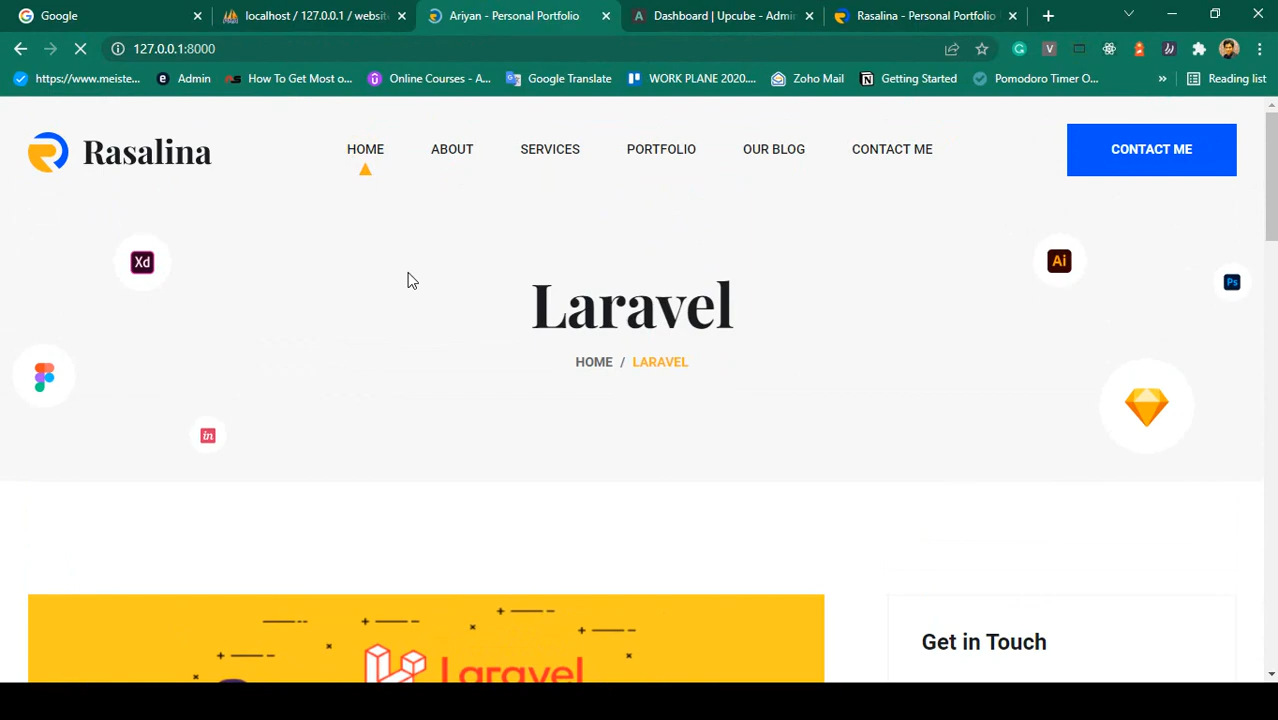 Google
localhost / 127.0.0.1 / websit
Ariyan - Personal Portfolio
Dashboard | Upcube - Admin
Rasalina - Personal Portfolio
127.0.0.1:8000
https://www.meiste...
Admin
How To Get Most o...
Online Courses - A...
Google Translate
WORK PLANE 2020....
Zoho Mail
Getting Started
Pomodoro Timer O...
»
Reading list
Rasalina
HOME
ABOUT
SERVICES
PORTFOLIO
OUR BLOG
CONTACT ME
CONTACT ME
Xd
Ai
Ps
Laravel
HOME / LARAVEL
in
Laravel
Get in Touch